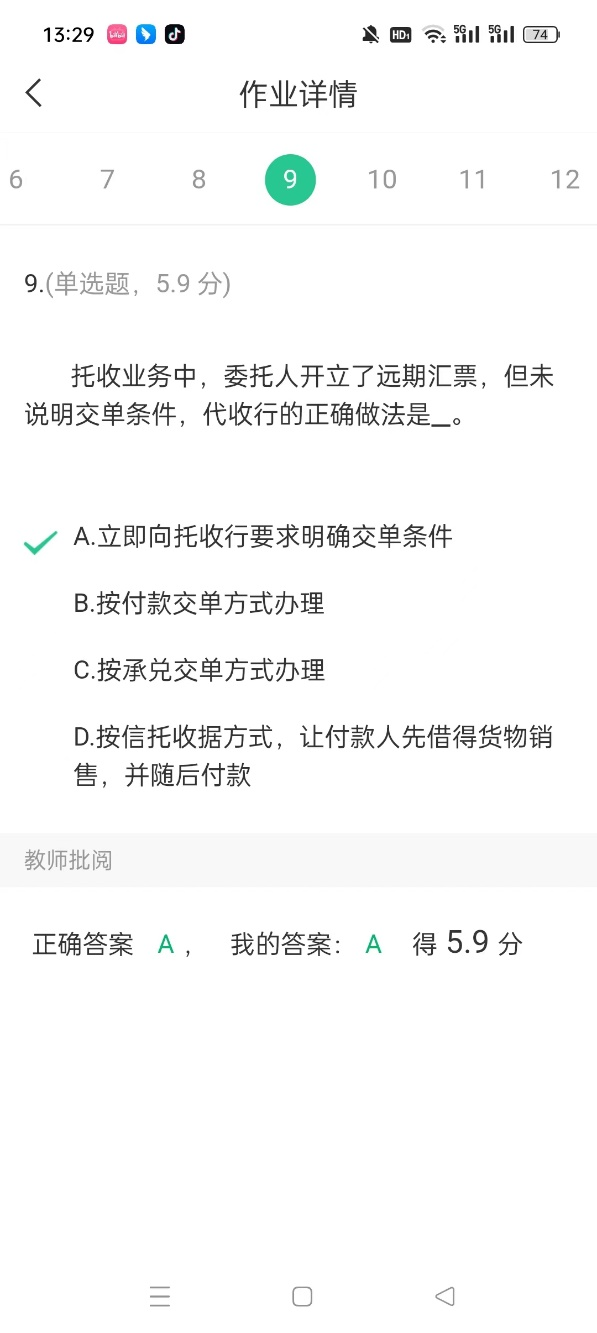 13:29
HD1
5G
5G
74
作业详情
6 7 8 9 10 11 12
9.(单选题，5.9 分)
托收业务中，委托人开立了远期汇票，但未
说明交单条件，代收行的正确做法是__。
A.立即向托收行要求明确交单条件
B.按付款交单方式办理
C.按承兑交单方式办理
D.按信托收据方式，让付款人先借得货物销
售，并随后付款
教师批阅
正确答案 A ， 我的答案： A 得 5.9 分